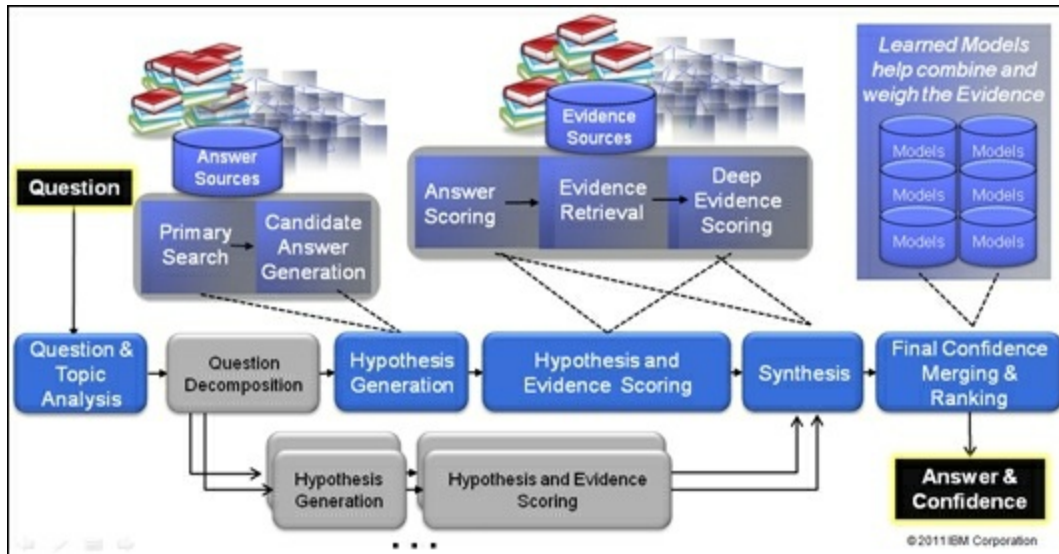 Learned Models
help combine and
weigh the Evidence
Answer
Sources
Evidence
Sources
Models
Models
Models
Models
Models
Models
Question
Primary
Search
Candidate
Answer
Generation
Answer
Scoring
Evidence
Retrieval
Deep
Evidence
Scoring
Question &
Topic
Analysis
Question
Decomposition
Hypothesis
Generation
Hypothesis and
Evidence Scoring
Synthesis
Final Confidence
Merging &
Ranking
Hypothesis
Generation
Hypothesis and Evidence
Scoring
Answer &
Confidence
. . .
©2011 IBM Corporation